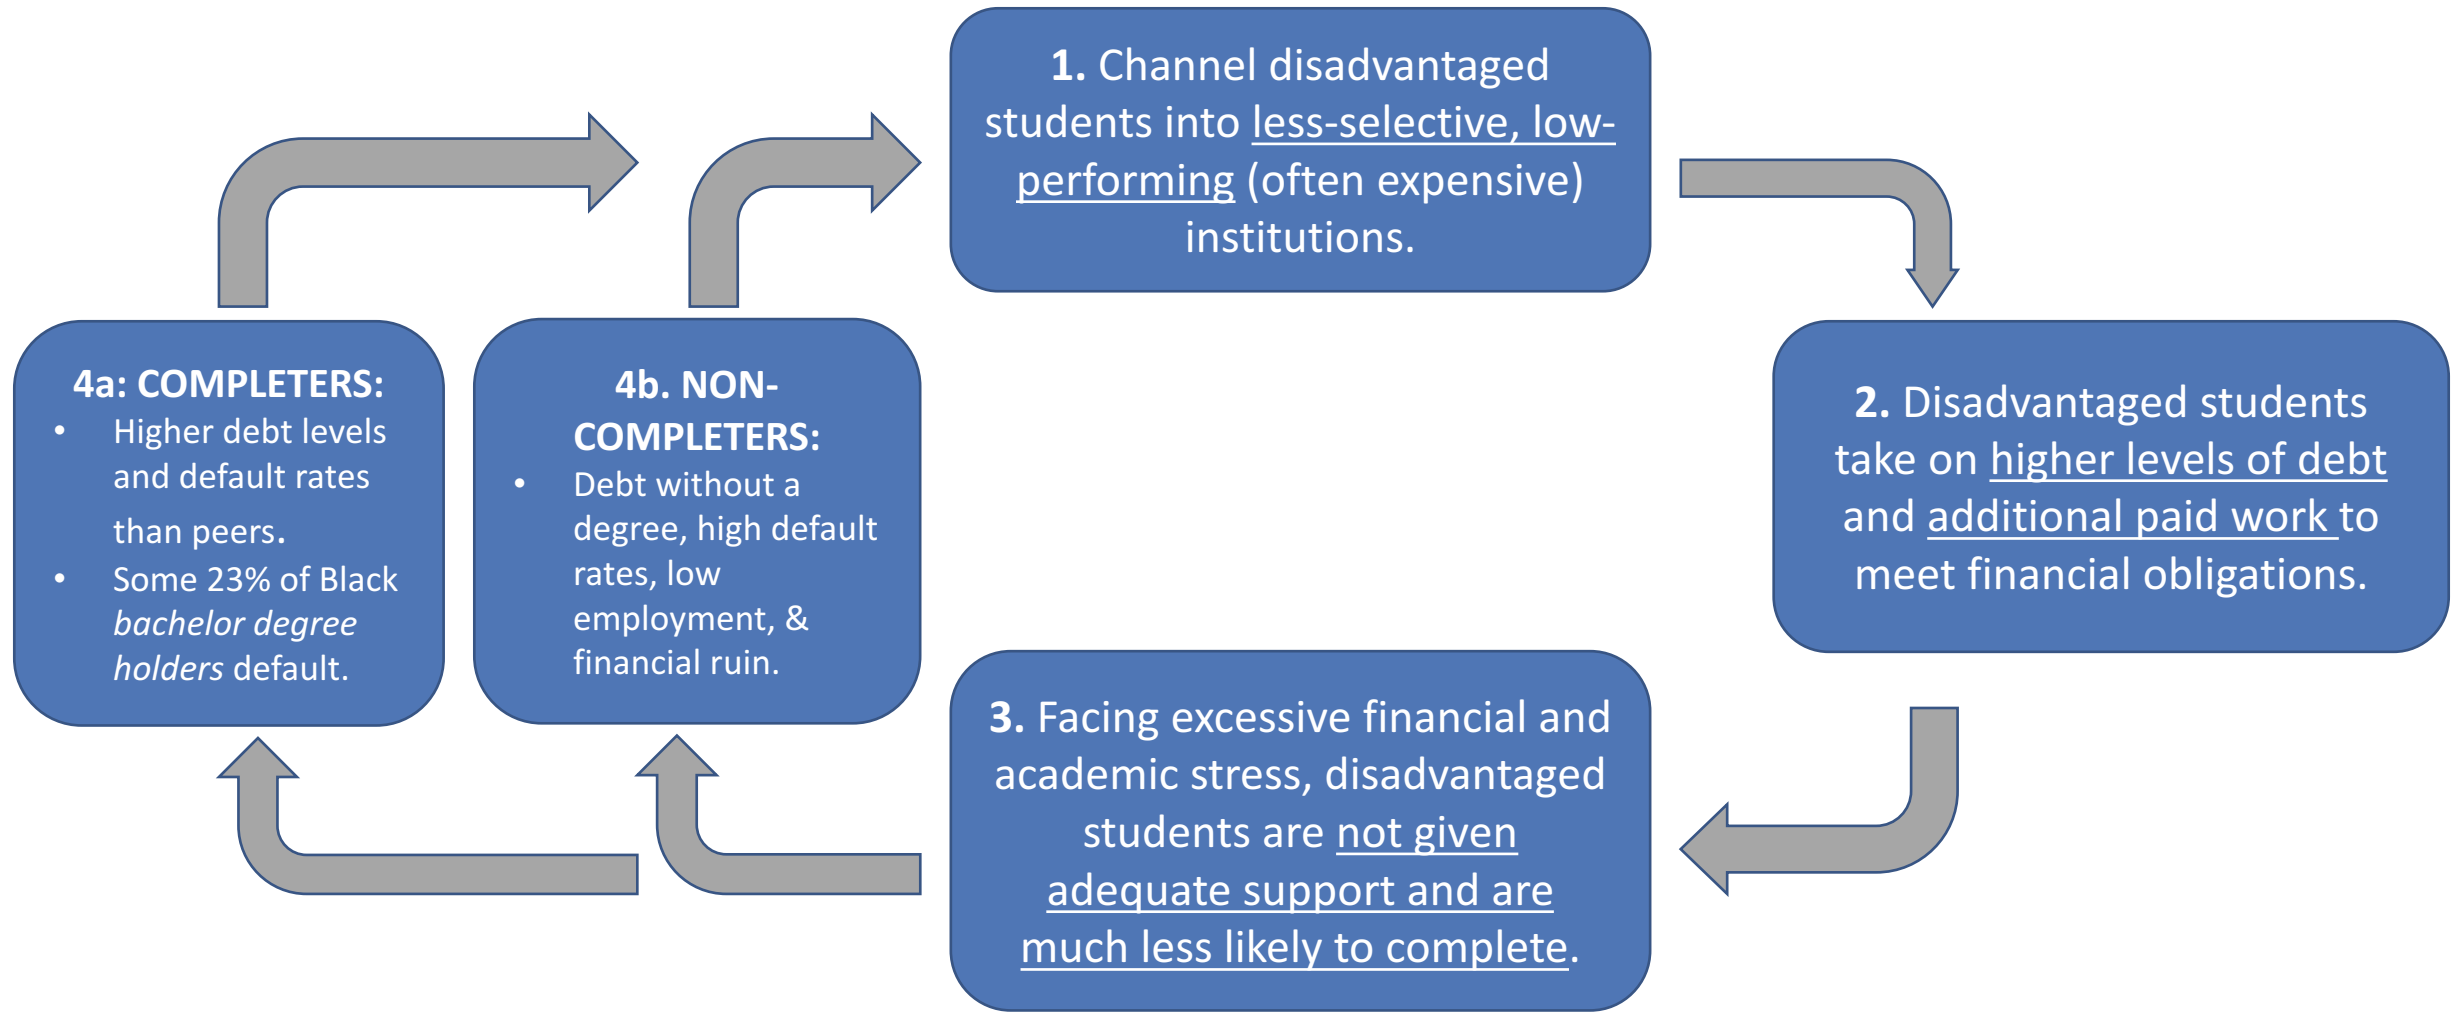 1. Channel disadvantaged
students into less-selective, low-
performing (often expensive)
institutions.
2. Disadvantaged students
take on higher levels of debt
and additional paid work to
meet financial obligations.
3. Facing excessive financial and
academic stress, disadvantaged
students are not given
adequate support and are
much less likely to complete.
4a: COMPLETERS:
• Higher debt levels
and default rates
than peers.
• Some 23% of Black
bachelor degree
holders default.
4b. NON-
COMPLETERS:
• Debt without a
degree, high default
rates, low
employment, &
financial ruin.